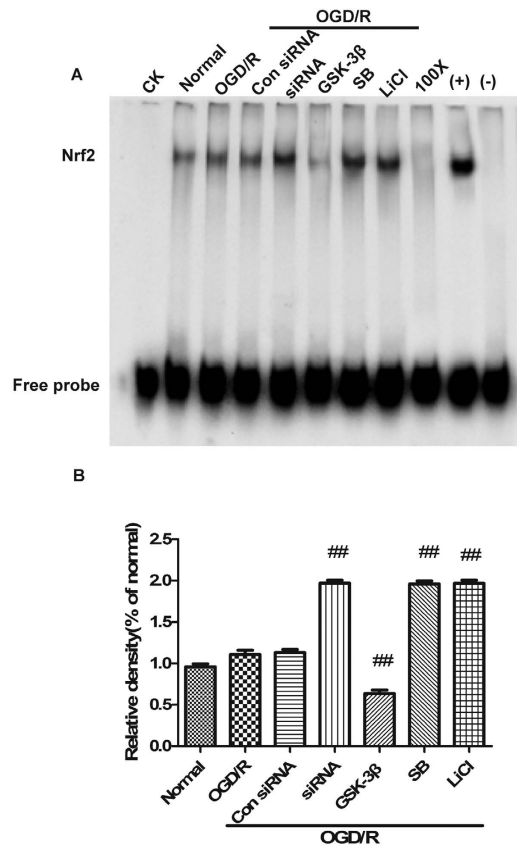 OGD/R
A
CK Normal OGD/R Con siRNA siRNA GSK-3β SB LiCl 100X (+) (-)
Nrf2
Free probe
B
Relative density(% of normal)
2.5
2.0
1.5
1.0
0.5
0.0
## ## ## ##
Normal OGD/R Con siRNA siRNA GSK-3β SB LiCl
OGD/R